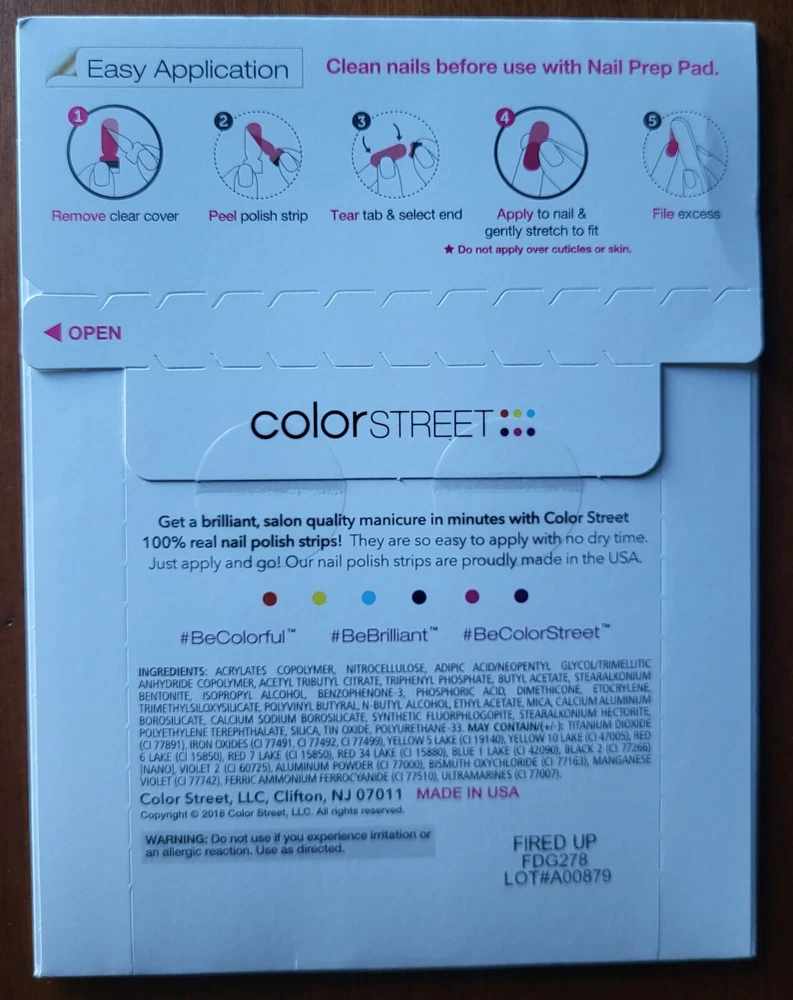 Easy Application
Clean nails before use with Nail Prep Pad.
1
2
3
4
5
Remove clear cover
Peel polish strip
Tear tab & select end
Apply to nail &
gently stretch to fit
File excess
★ Do not apply over cuticles or skin.
◀ OPEN
colorSTREET
Get a brilliant, salon quality manicure in minutes with Color Street
100% real nail polish strips! They are so easy to apply with no dry time.
Just apply and go! Our nail polish strips are proudly made in the USA.
#BeColorful™ #BeBrilliant™ #BeColorStreet™
INGREDIENTS: ACRYLATES COPOLYMER, NITROCELLULOSE, ADIPIC ACID/NEOPENTYL GLYCOL/TRIMELLITIC
ANHYDRIDE COPOLYMER, ACETYL TRIBUTYL CITRATE, TRIPHENYL PHOSPHATE, BUTYL ACETATE, STEARALKONIUM
BENTONITE, ISOPROPYL ALCOHOL, BENZOPHENONE-3, PHOSPHORIC ACID, DIMETHICONE, ETOCRYLENE,
TRIMETHYLSILOXYSILICATE, POLYVINYL BUTYRAL, N-BUTYL ALCOHOL, ETHYL ACETATE, MICA, CALCIUM ALUMINUM
BOROSILICATE, CALCIUM SODIUM BOROSILICATE, SYNTHETIC FLUORPHLOGOPITE, STEARALKONIUM HECTORITE,
POLYETHYLENE TEREPHTHALATE, SILICA, TIN OXIDE, POLYURETHANE-33. MAY CONTAIN(+/-): TITANIUM DIOXIDE
(CI 77891), IRON OXIDES (CI 77491, CI 77492, CI 77499), YELLOW 5 LAKE (CI 19140), YELLOW 10 LAKE (CI 47005), RED
6 LAKE (CI 15850), RED 7 LAKE (CI 15850), RED 34 LAKE (CI 15880), BLUE 1 LAKE (CI 42090), BLACK 2 (CI 77266)
[NANO], VIOLET 2 (CI 60725), ALUMINUM POWDER (CI 77000), BISMUTH OXYCHLORIDE (CI 77163), MANGANESE
VIOLET (CI 77742), FERRIC AMMONIUM FERROCYANIDE (CI 77510), ULTRAMARINES (CI 77007).
Color Street, LLC, Clifton, NJ 07011 MADE IN USA
Copyright © 2018 Color Street, LLC. All rights reserved.
WARNING: Do not use if you experience irritation or
an allergic reaction. Use as directed.
FIRED UP
FDG278
LOT#A00879